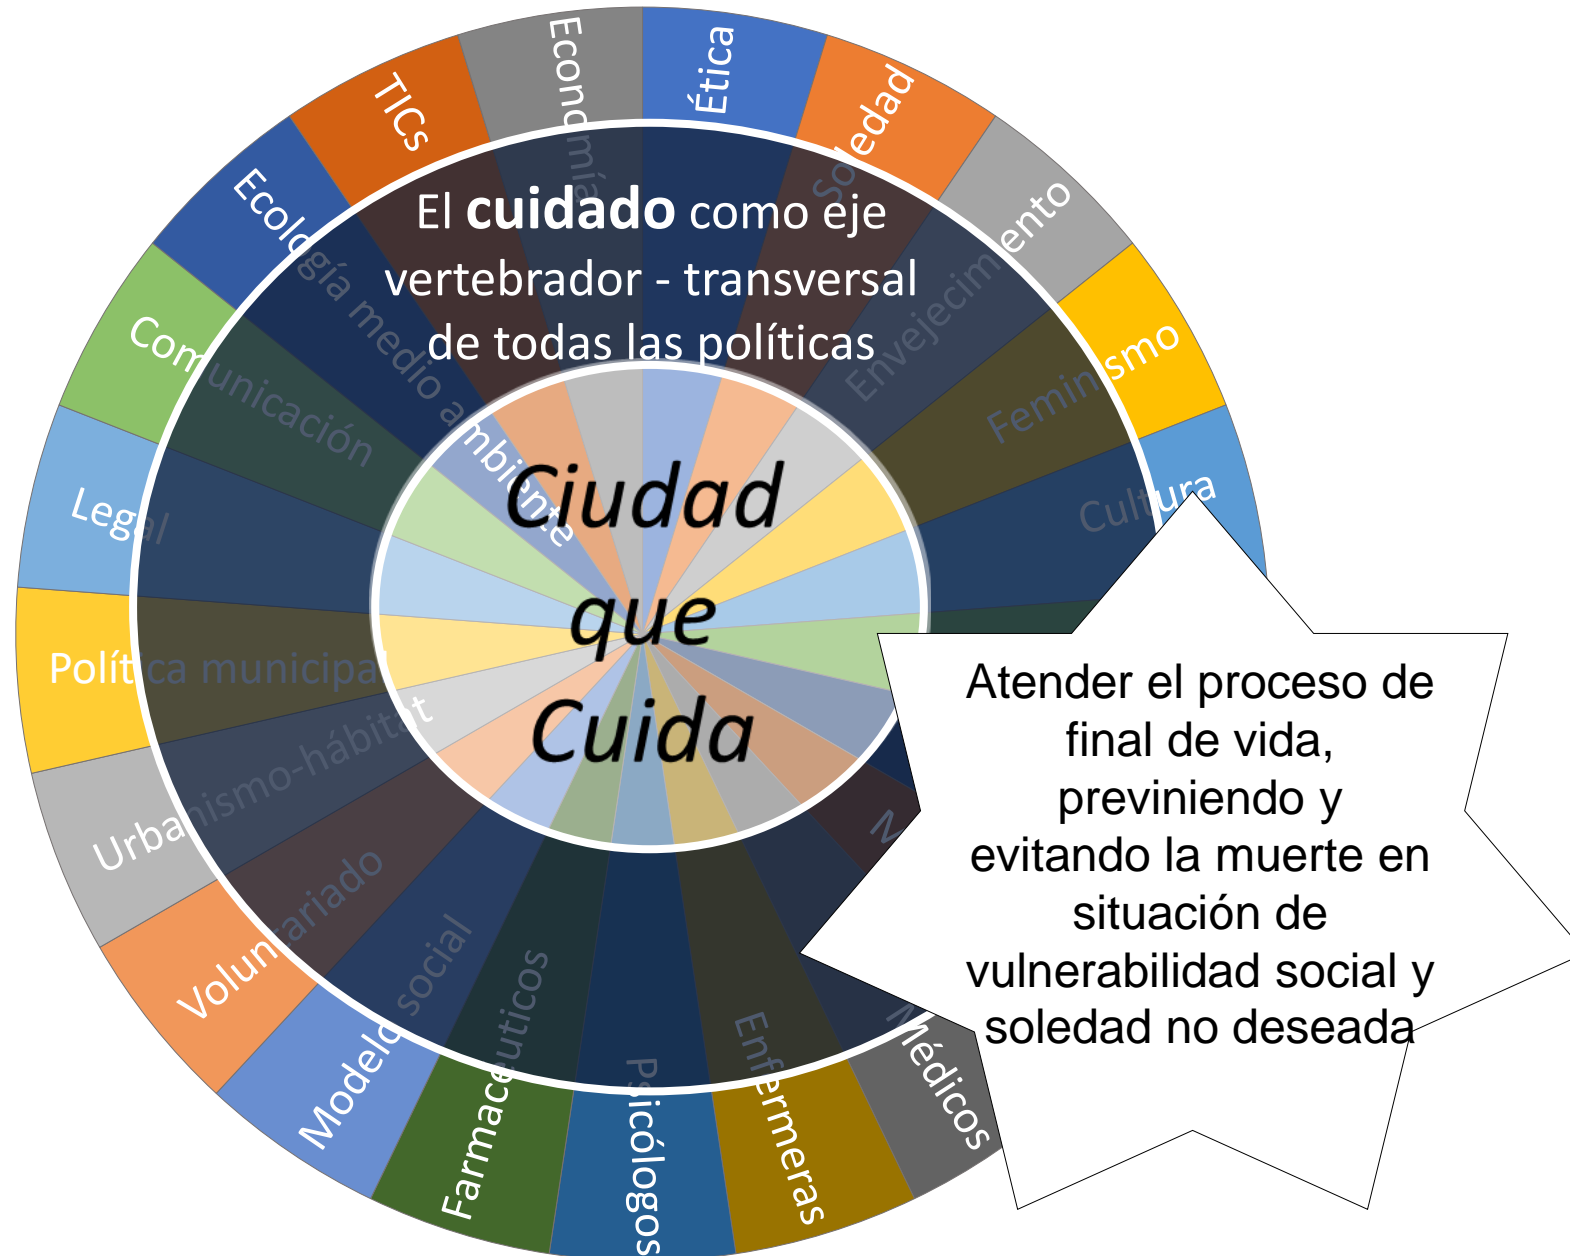 Ética
Soledad
Envejecimiento
Feminismo
Cultura
Médicos
Enfermeras
Psicólogos
Farmaceuticos
Modelo social
Voluntariado
Urbanismo-hábitat
Política municipal
Legal
Comunicación
Ecología medio ambiente
TICs
Economía
El cuidado como eje
vertebrador - transversal
de todas las políticas
Ciudad
que
Cuida
Atender el proceso de
final de vida,
previniendo y
evitando la muerte en
situación de
vulnerabilidad social y
soledad no deseada